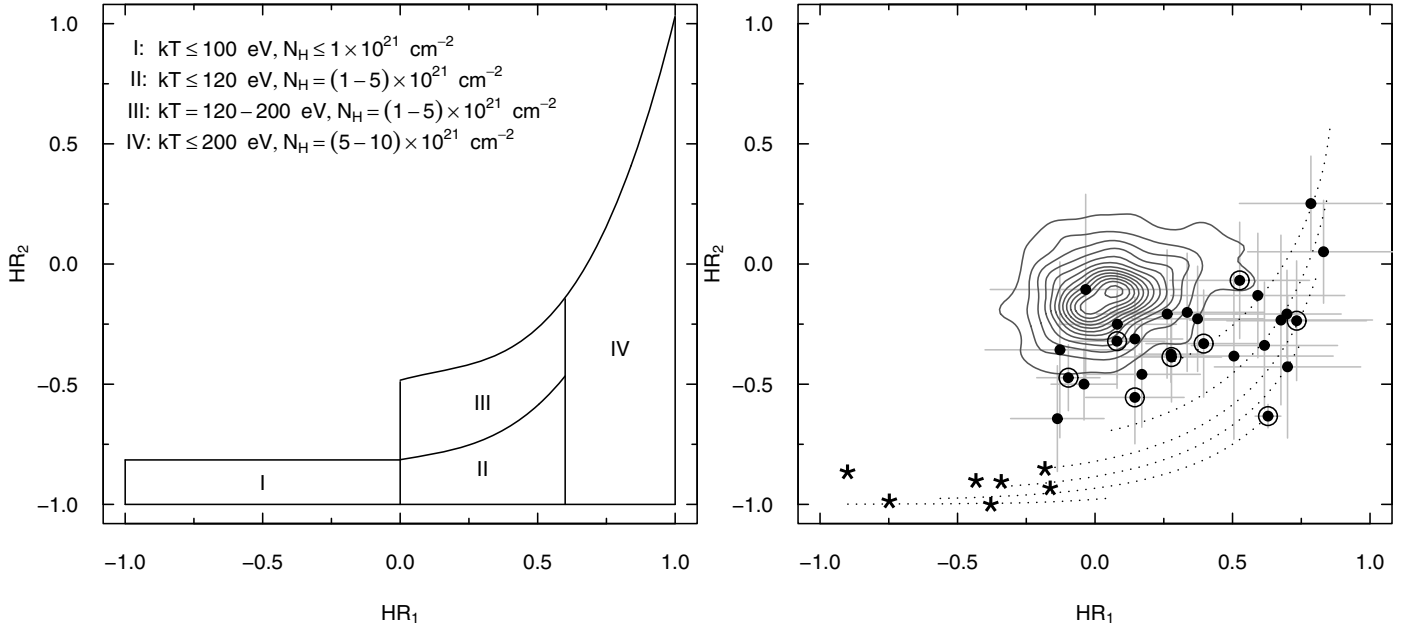 I: kT ≤ 100 eV, N_H ≤ 1 × 10^21 cm^−2
II: kT ≤ 120 eV, N_H = (1 − 5) × 10^21 cm^−2
III: kT = 120 − 200 eV, N_H = (1 − 5) × 10^21 cm^−2
IV: kT ≤ 200 eV, N_H = (5 − 10) × 10^21 cm^−2
1.0
0.5
0.0
−0.5
−1.0
HR_2
IV
III
II
I
−1.0 −0.5 0.0 0.5 1.0
HR_1
1.0
0.5
0.0
−0.5
−1.0
HR_2
−1.0 −0.5 0.0 0.5 1.0
HR_1